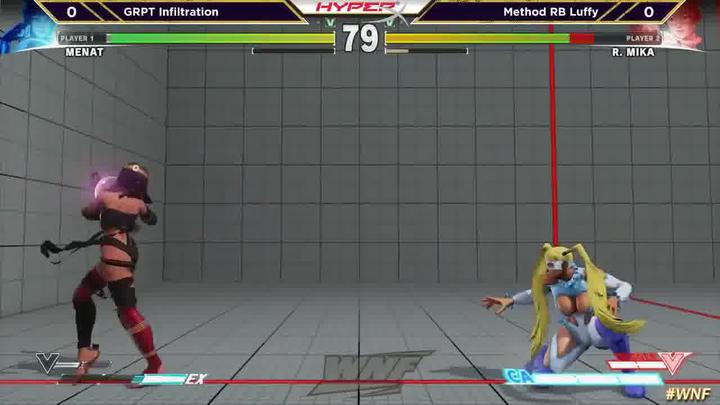 0 GRPT Infiltration HYPER Method RB Luffy 0
PLAYER 1 V 79 PLAYER 2
MENAT R. MIKA
EX CA
WNF
#WNF